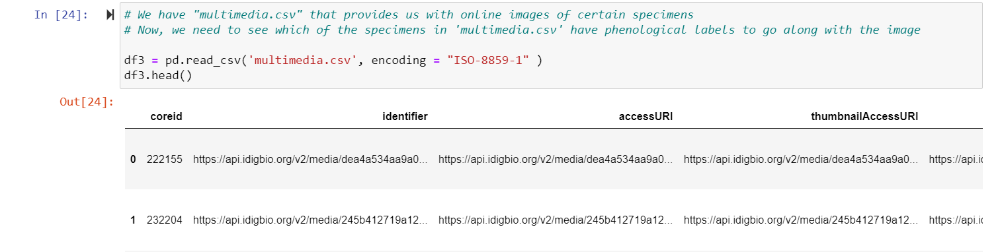 In [24]:
# We have "multimedia.csv" that provides us with online images of certain specimens
# Now, we need to see which of the specimens in 'multimedia.csv' have phenological labels to go along with the image
df3 = pd.read_csv('multimedia.csv', encoding = "ISO-8859-1" )
df3.head()
Out[24]:
coreid identifier accessURI thumbnailAccessURI
0 222155 https://api.idigbio.org/v2/media/dea4a534aa9a0... https://api.idigbio.org/v2/media/dea4a534aa9a0... https://api.idigbio.org/v2/media/dea4a534aa9a0... https://api.i
1 232204 https://api.idigbio.org/v2/media/245b412719a12... https://api.idigbio.org/v2/media/245b412719a12... https://api.idigbio.org/v2/media/245b412719a12... https://api.i